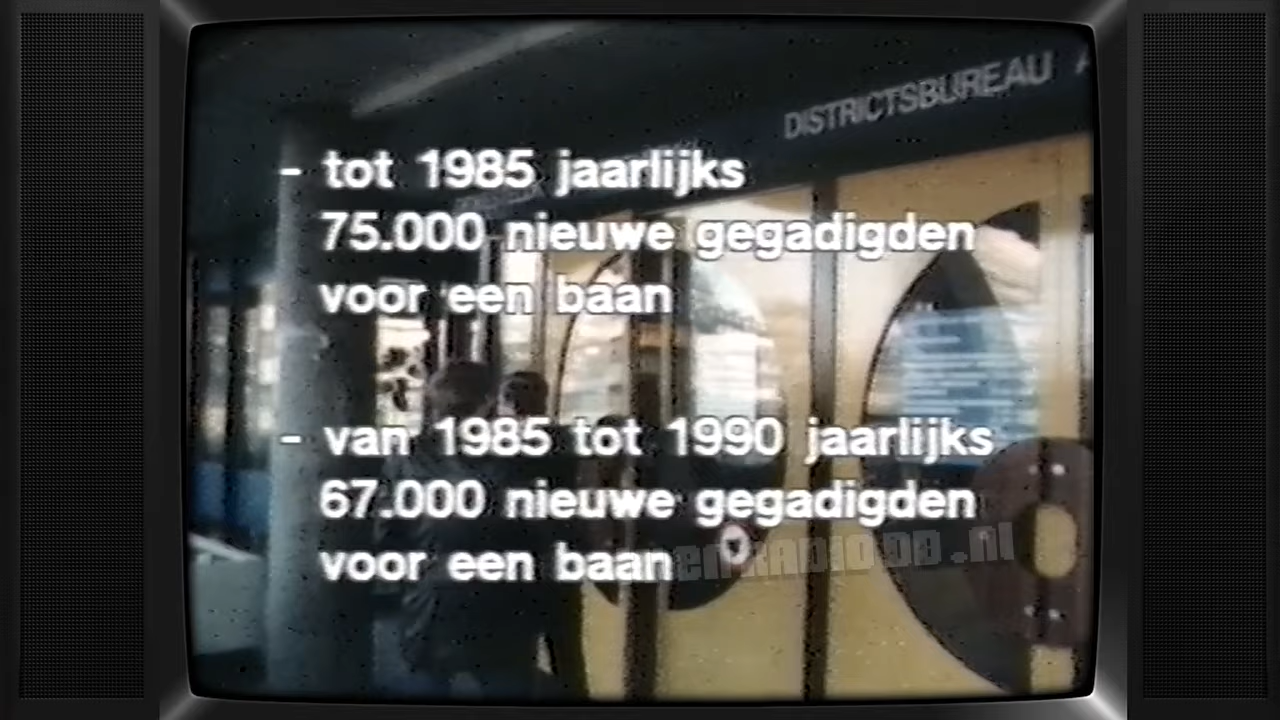 DISTRICTSBUREAU
- tot 1985 jaarlijks
75.000 nieuwe gegadigden
voor een baan
- van 1985 tot 1990 jaarlijks
67.000 nieuwe gegadigden
voor een baan